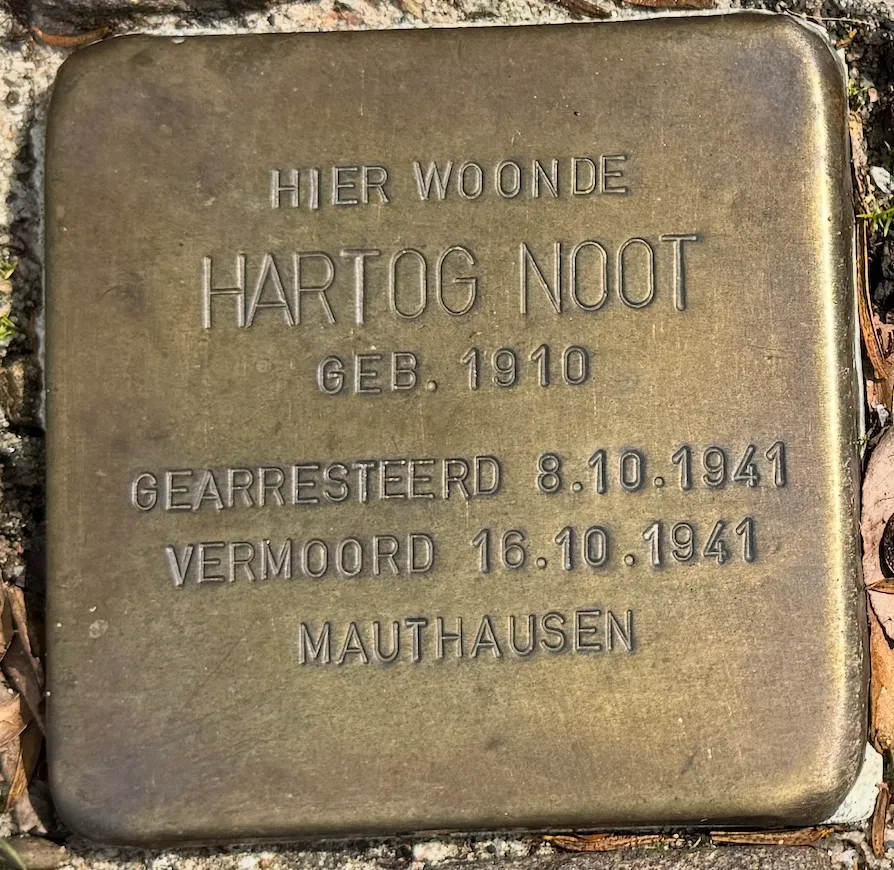 HIER WOONDE
HARTOG NOOT
GEB. 1910
GEARRESTEERD 8.10.1941
VERMOORD 16.10.1941
MAUTHAUSEN